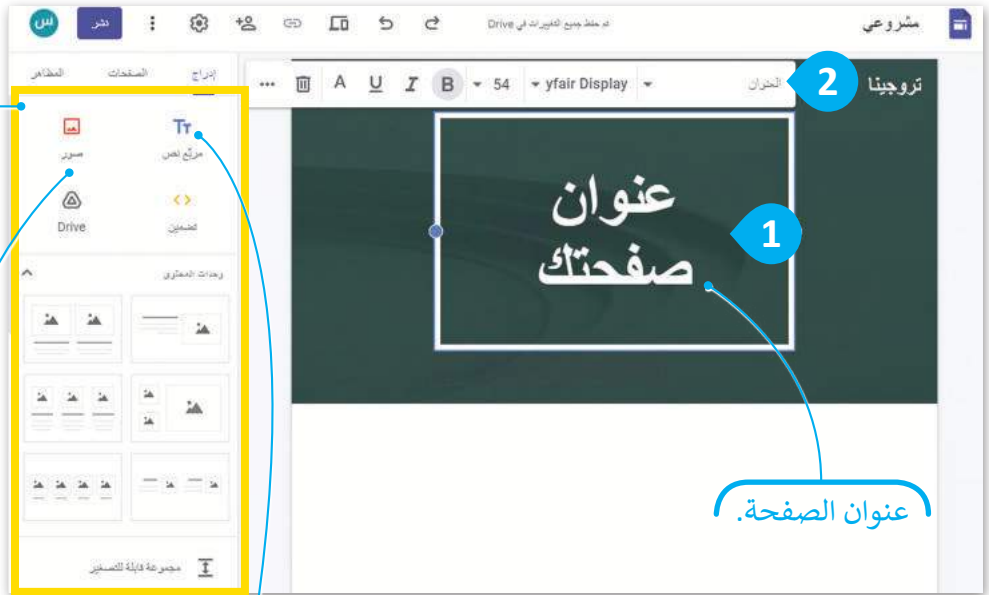 مشروعي
تم حفظ جميع التغييرات في Drive
نشر
س
إدراج
الصفحات
المظاهر
العنوان
yfair Display
54
B
I
U
A
2
تروجينا
Tт
مربّع نص
صور
تضمين
Drive
وحدات المحتوى
مجموعة قابلة للتصغير
عنوان
صفحتك
1
عنوان الصفحة.